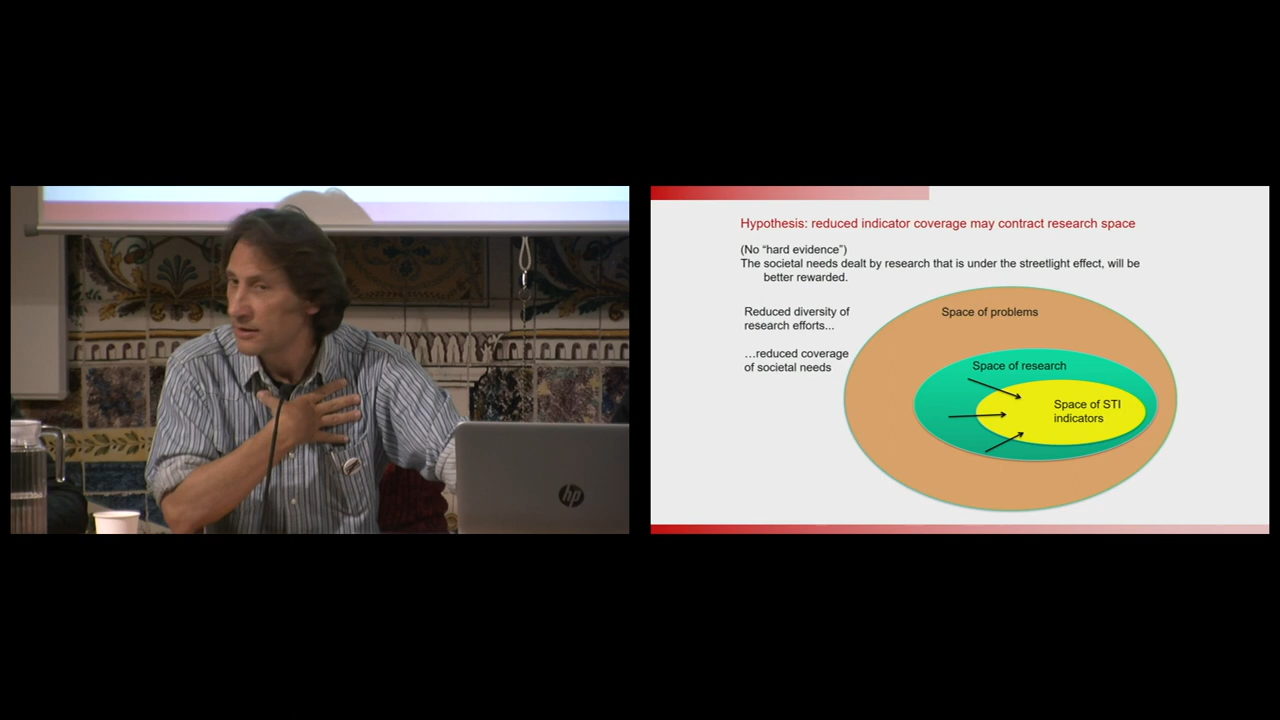 hp
Hypothesis: reduced indicator coverage may contract research space
(No “hard evidence”)
The societal needs dealt by research that is under the streetlight effect, will be
better rewarded.
Reduced diversity of
research efforts...
…reduced coverage
of societal needs
Space of problems
Space of research
Space of STI
indicators